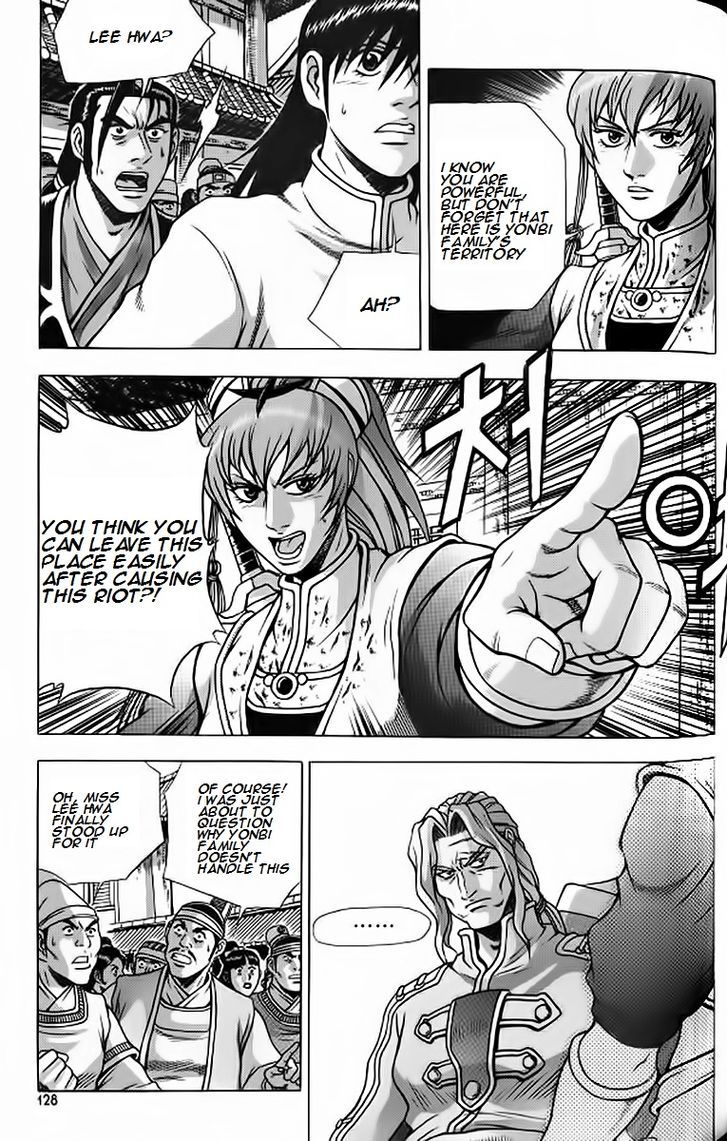 LEE HWA?
I KNOW
YOU ARE
POWERFUL,
BUT DON'T
FORGET THAT
HERE IS YONBI
FAMILY'S
TERRITORY
AH?
YOU THINK YOU
CAN LEAVE THIS
PLACE EASILY
AFTER CAUSING
THIS RIOT?!
처
OH, MISS
LEE HWA
FINALLY
STOOD UP
FOR IT
OF COURSE!
I WAS JUST
ABOUT TO
QUESTION
WHY YONBI
FAMILY
DOESN'T
HANDLE THIS
......
128